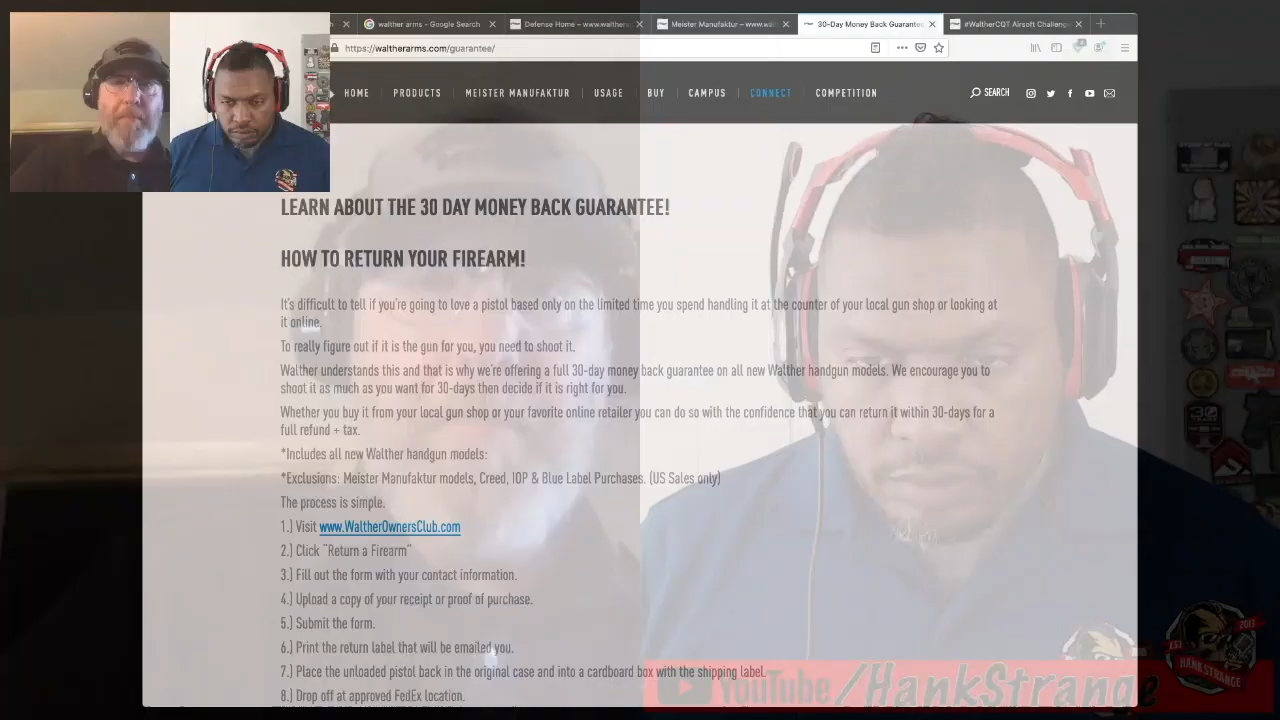 walther arms - Google Search
Defense Home – www.walthers
Meister Manufaktur – www.wal
30-Day Money Back Guarantee
#WaltherCQT Airsoft Challeng
https://waltherarms.com/guarantee/
HOME PRODUCTS MEISTER MANUFAKTUR USAGE BUY CAMPUS CONNECT COMPETITION SEARCH
LEARN ABOUT THE 30 DAY MONEY BACK GUARANTEE!
HOW TO RETURN YOUR FIREARM!
It's difficult to tell if you're going to love a pistol based only on the limited time you spend handling it at the counter of your local gun shop or looking at
it online.
To really figure out if it is the gun for you, you need to shoot it.
Walther understands this and that is why we're offering a full 30-day money back guarantee on all new Walther handgun models. We encourage you to
shoot it as much as you want for 30-days then decide if it is right for you.
Whether you buy it from your local gun shop or your favorite online retailer you can do so with the confidence that you can return it within 30-days for a
full refund + tax.
*Includes all new Walther handgun models:
*Exclusions: Meister Manufaktur models, Creed, IOP & Blue Label Purchases. (US Sales only)
The process is simple.
1.) Visit www.WaltherOwnersClub.com
2.) Click "Return a Firearm"
3.) Fill out the form with your contact information.
4.) Upload a copy of your receipt or proof of purchase.
5.) Submit the form.
6.) Print the return label that will be emailed you.
7.) Place the unloaded pistol back in the original case and into a cardboard box with the shipping label.
8.) Drop off at approved FedEx location.
YouTube/HankStrange
EST 2013
HANKSTRANGE